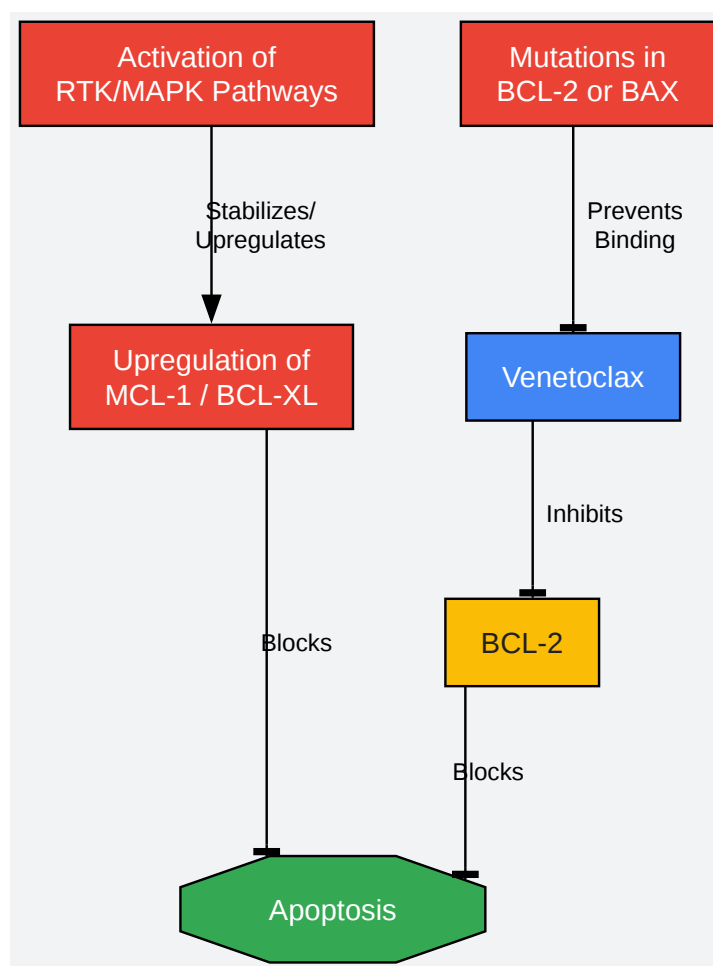 Activation of
RTK/MAPK Pathways
Mutations in
BCL-2 or BAX
Stabilizes/
Upregulates
Prevents
Binding
Upregulation of
MCL-1 / BCL-XL
Venetoclax
Inhibits
Blocks
BCL-2
Blocks
Apoptosis